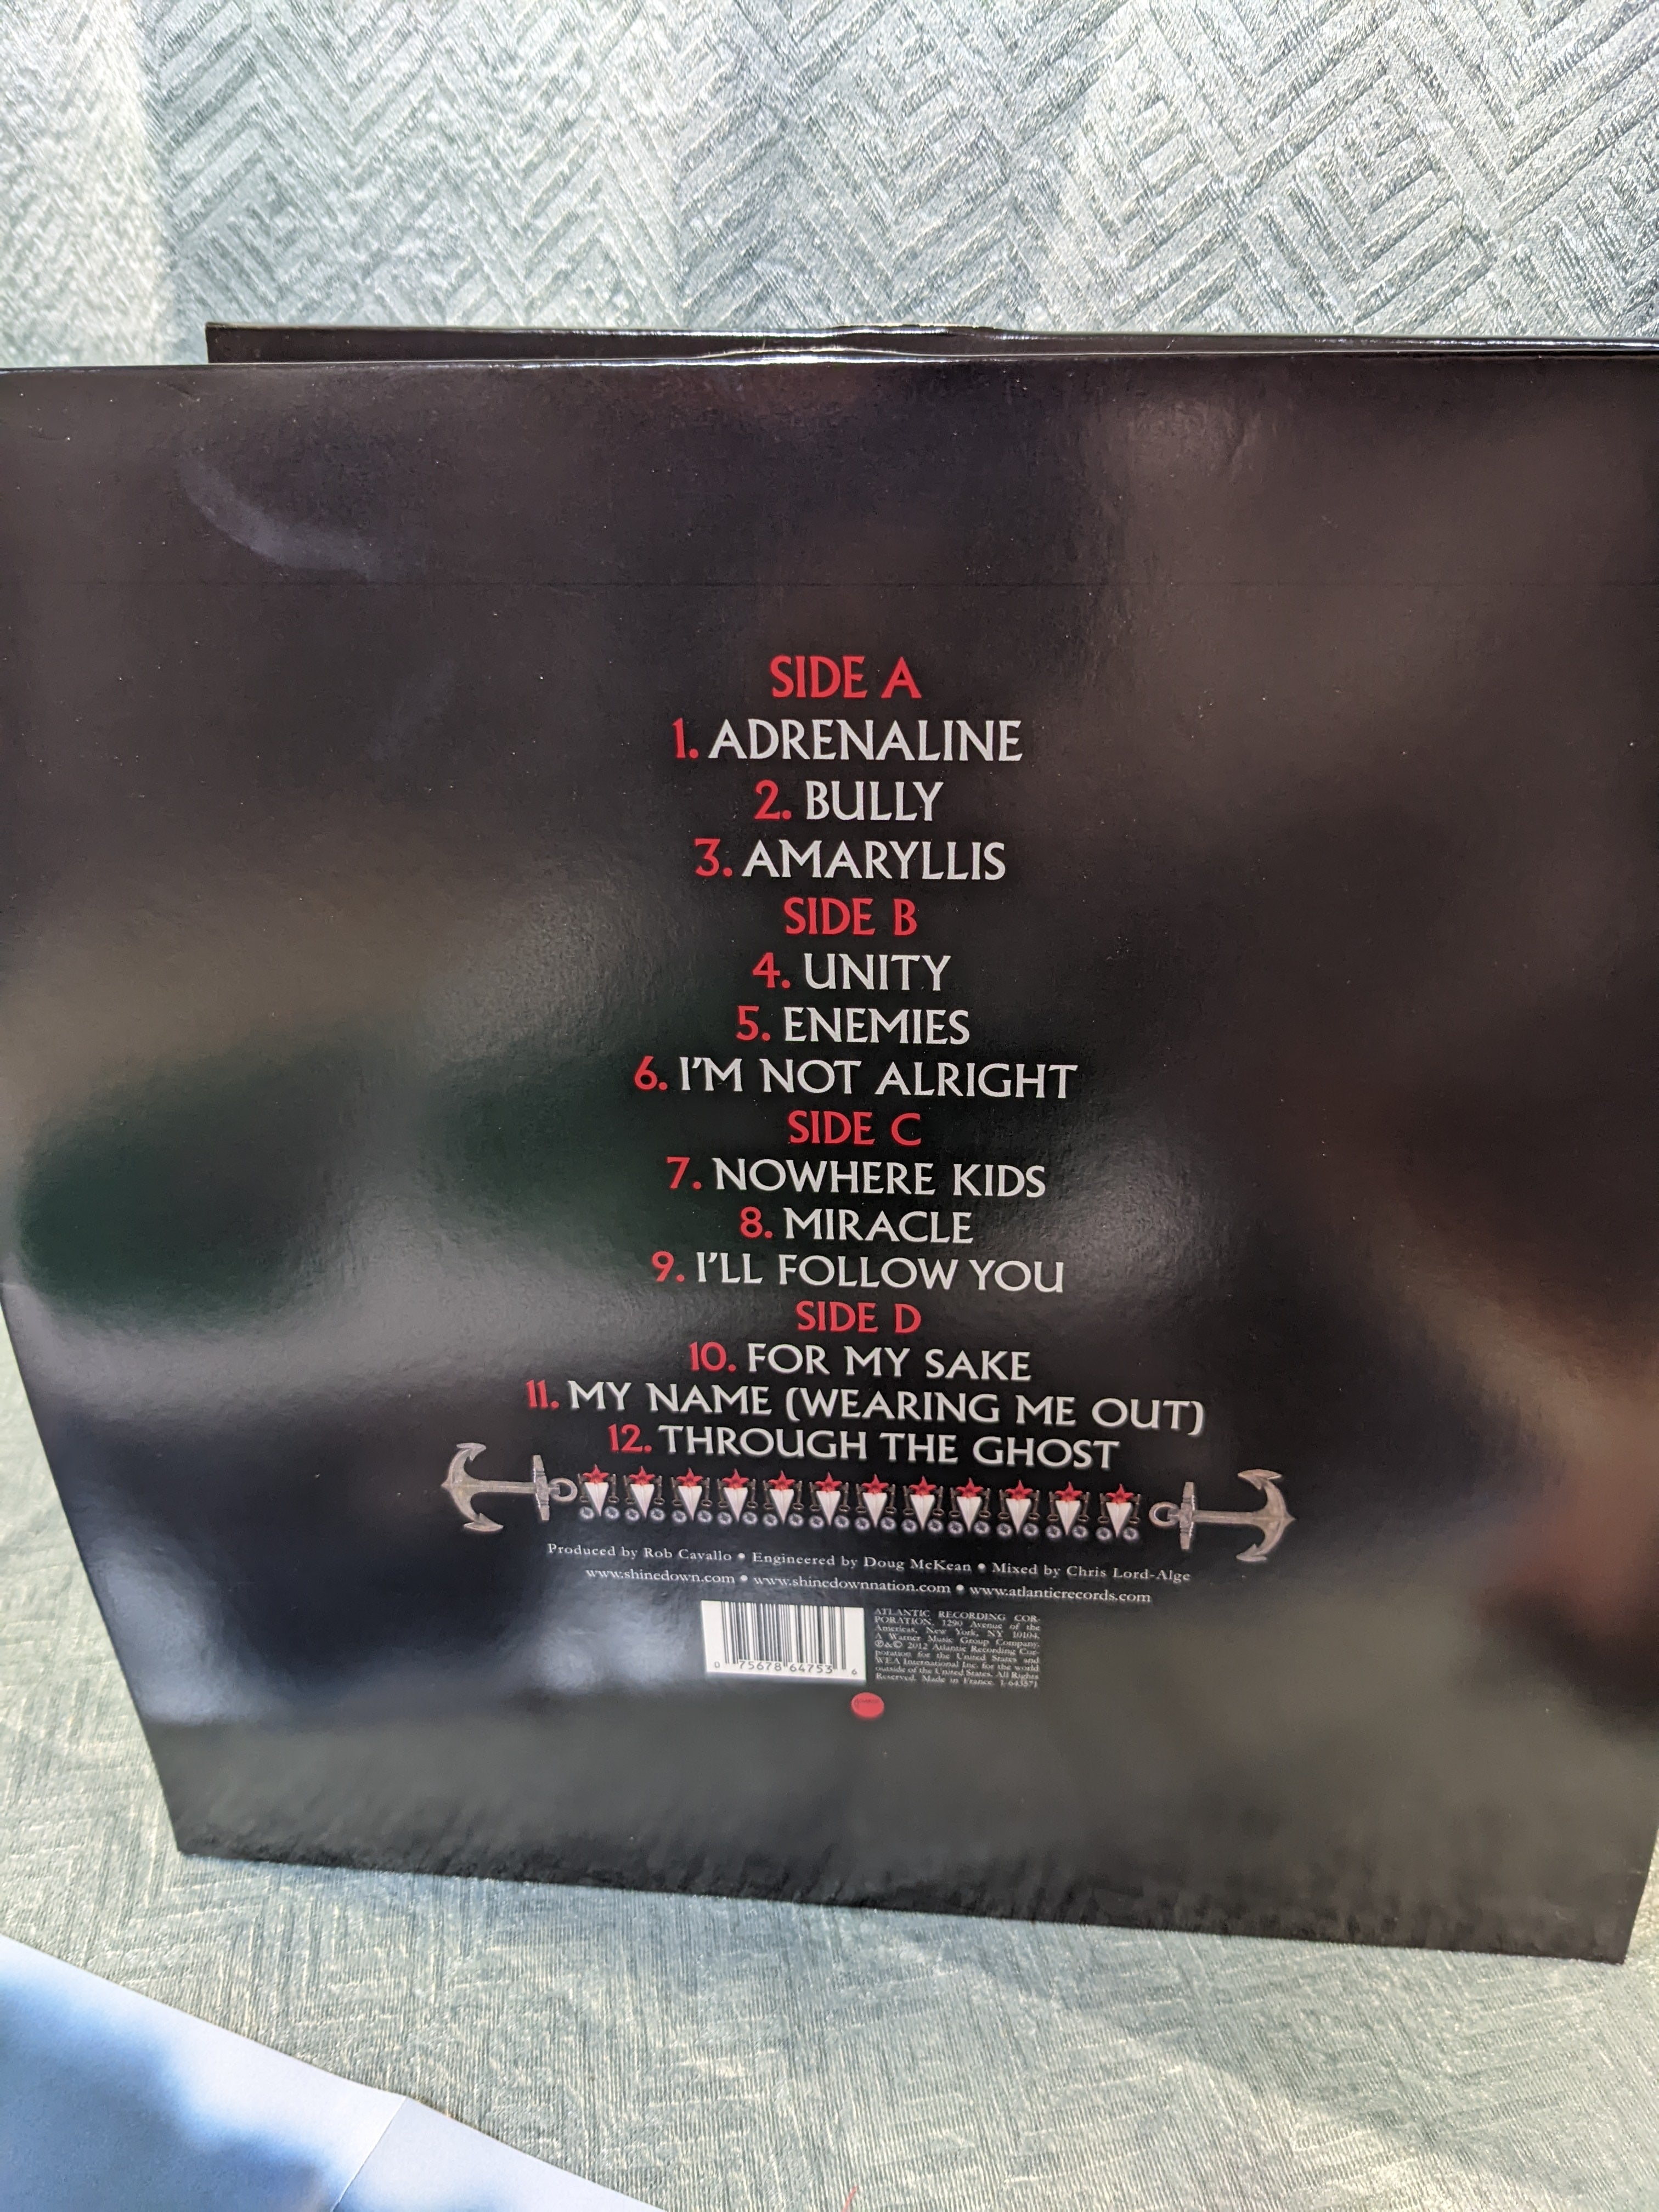 SIDE A
1. ADRENALINE
2. BULLY
3. AMARYLLIS
SIDE B
4. UNITY
5. ENEMIES
6. I'M NOT ALRIGHT
SIDE C
7. NOWHERE KIDS
8. MIRACLE
9. I'LL FOLLOW YOU
SIDE D
10. FOR MY SAKE
11. MY NAME (WEARING ME OUT)
12. THROUGH THE GHOST
Produced by Rob Cavallo • Engineered by Doug McKean • Mixed by Chris Lord-Alge
www.shinedown.com • www.shinedownnation.com • www.atlanticrecords.com
0 75678 64753 6
ATLANTIC RECORDING COR-
PORATION, 1290 Avenue of the
Americas, New York, NY 10104.
A Warner Music Group Company.
℗&© 2012 Atlantic Recording Cor-
poration for the United States and
WEA International Inc. for the world
outside of the United States. All Rights
Reserved. Made in France. 1-643571